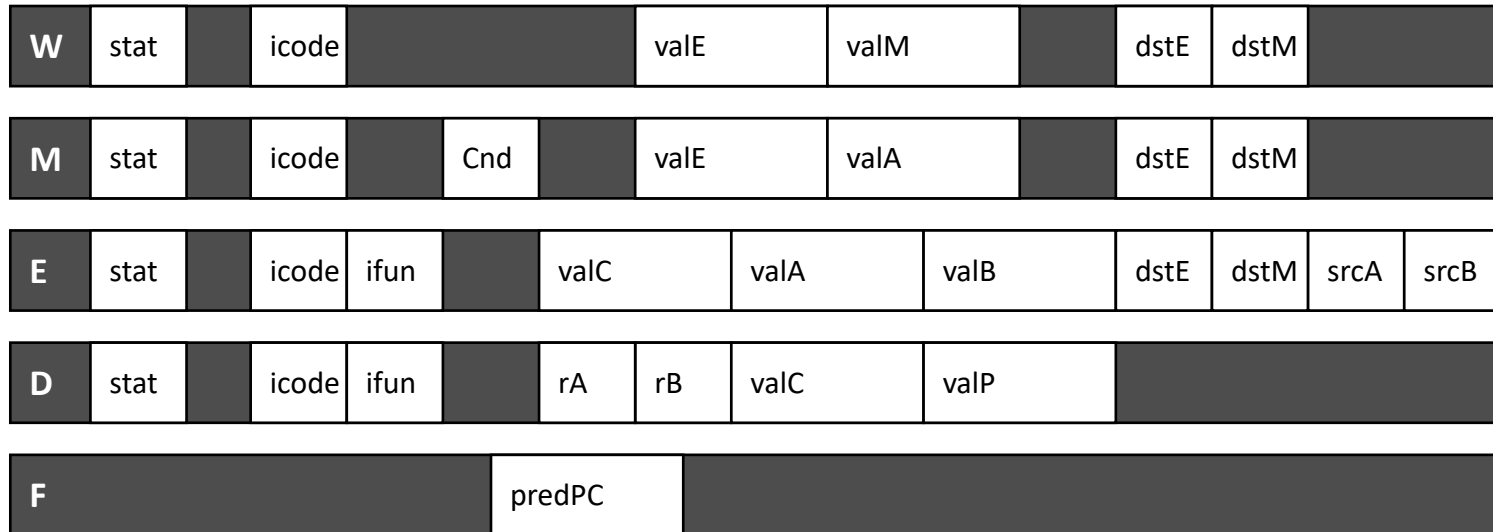 W stat icode valE valM dstE dstM
M stat icode Cnd valE valA dstE dstM
E stat icode ifun valC valA valB dstE dstM srcA srcB
D stat icode ifun rA rB valC valP
F predPC